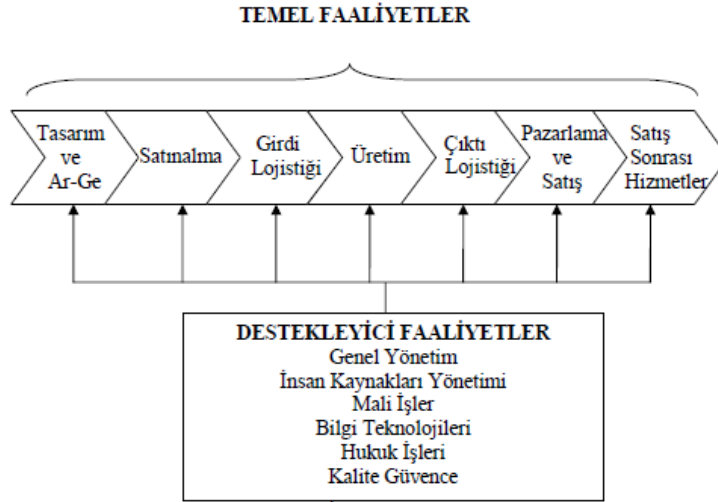 TEMEL FAALİYETLER
Tasarım
ve
Ar-Ge
Satınalma
Girdi
Lojistiği
Üretim
Çıktı
Lojistiği
Pazarlama
ve
Satış
Satış
Sonrası
Hizmetler
DESTEKLEYİCİ FAALİYETLER
Genel Yönetim
İnsan Kaynakları Yönetimi
Mali İşler
Bilgi Teknolojileri
Hukuk İşleri
Kalite Güvence